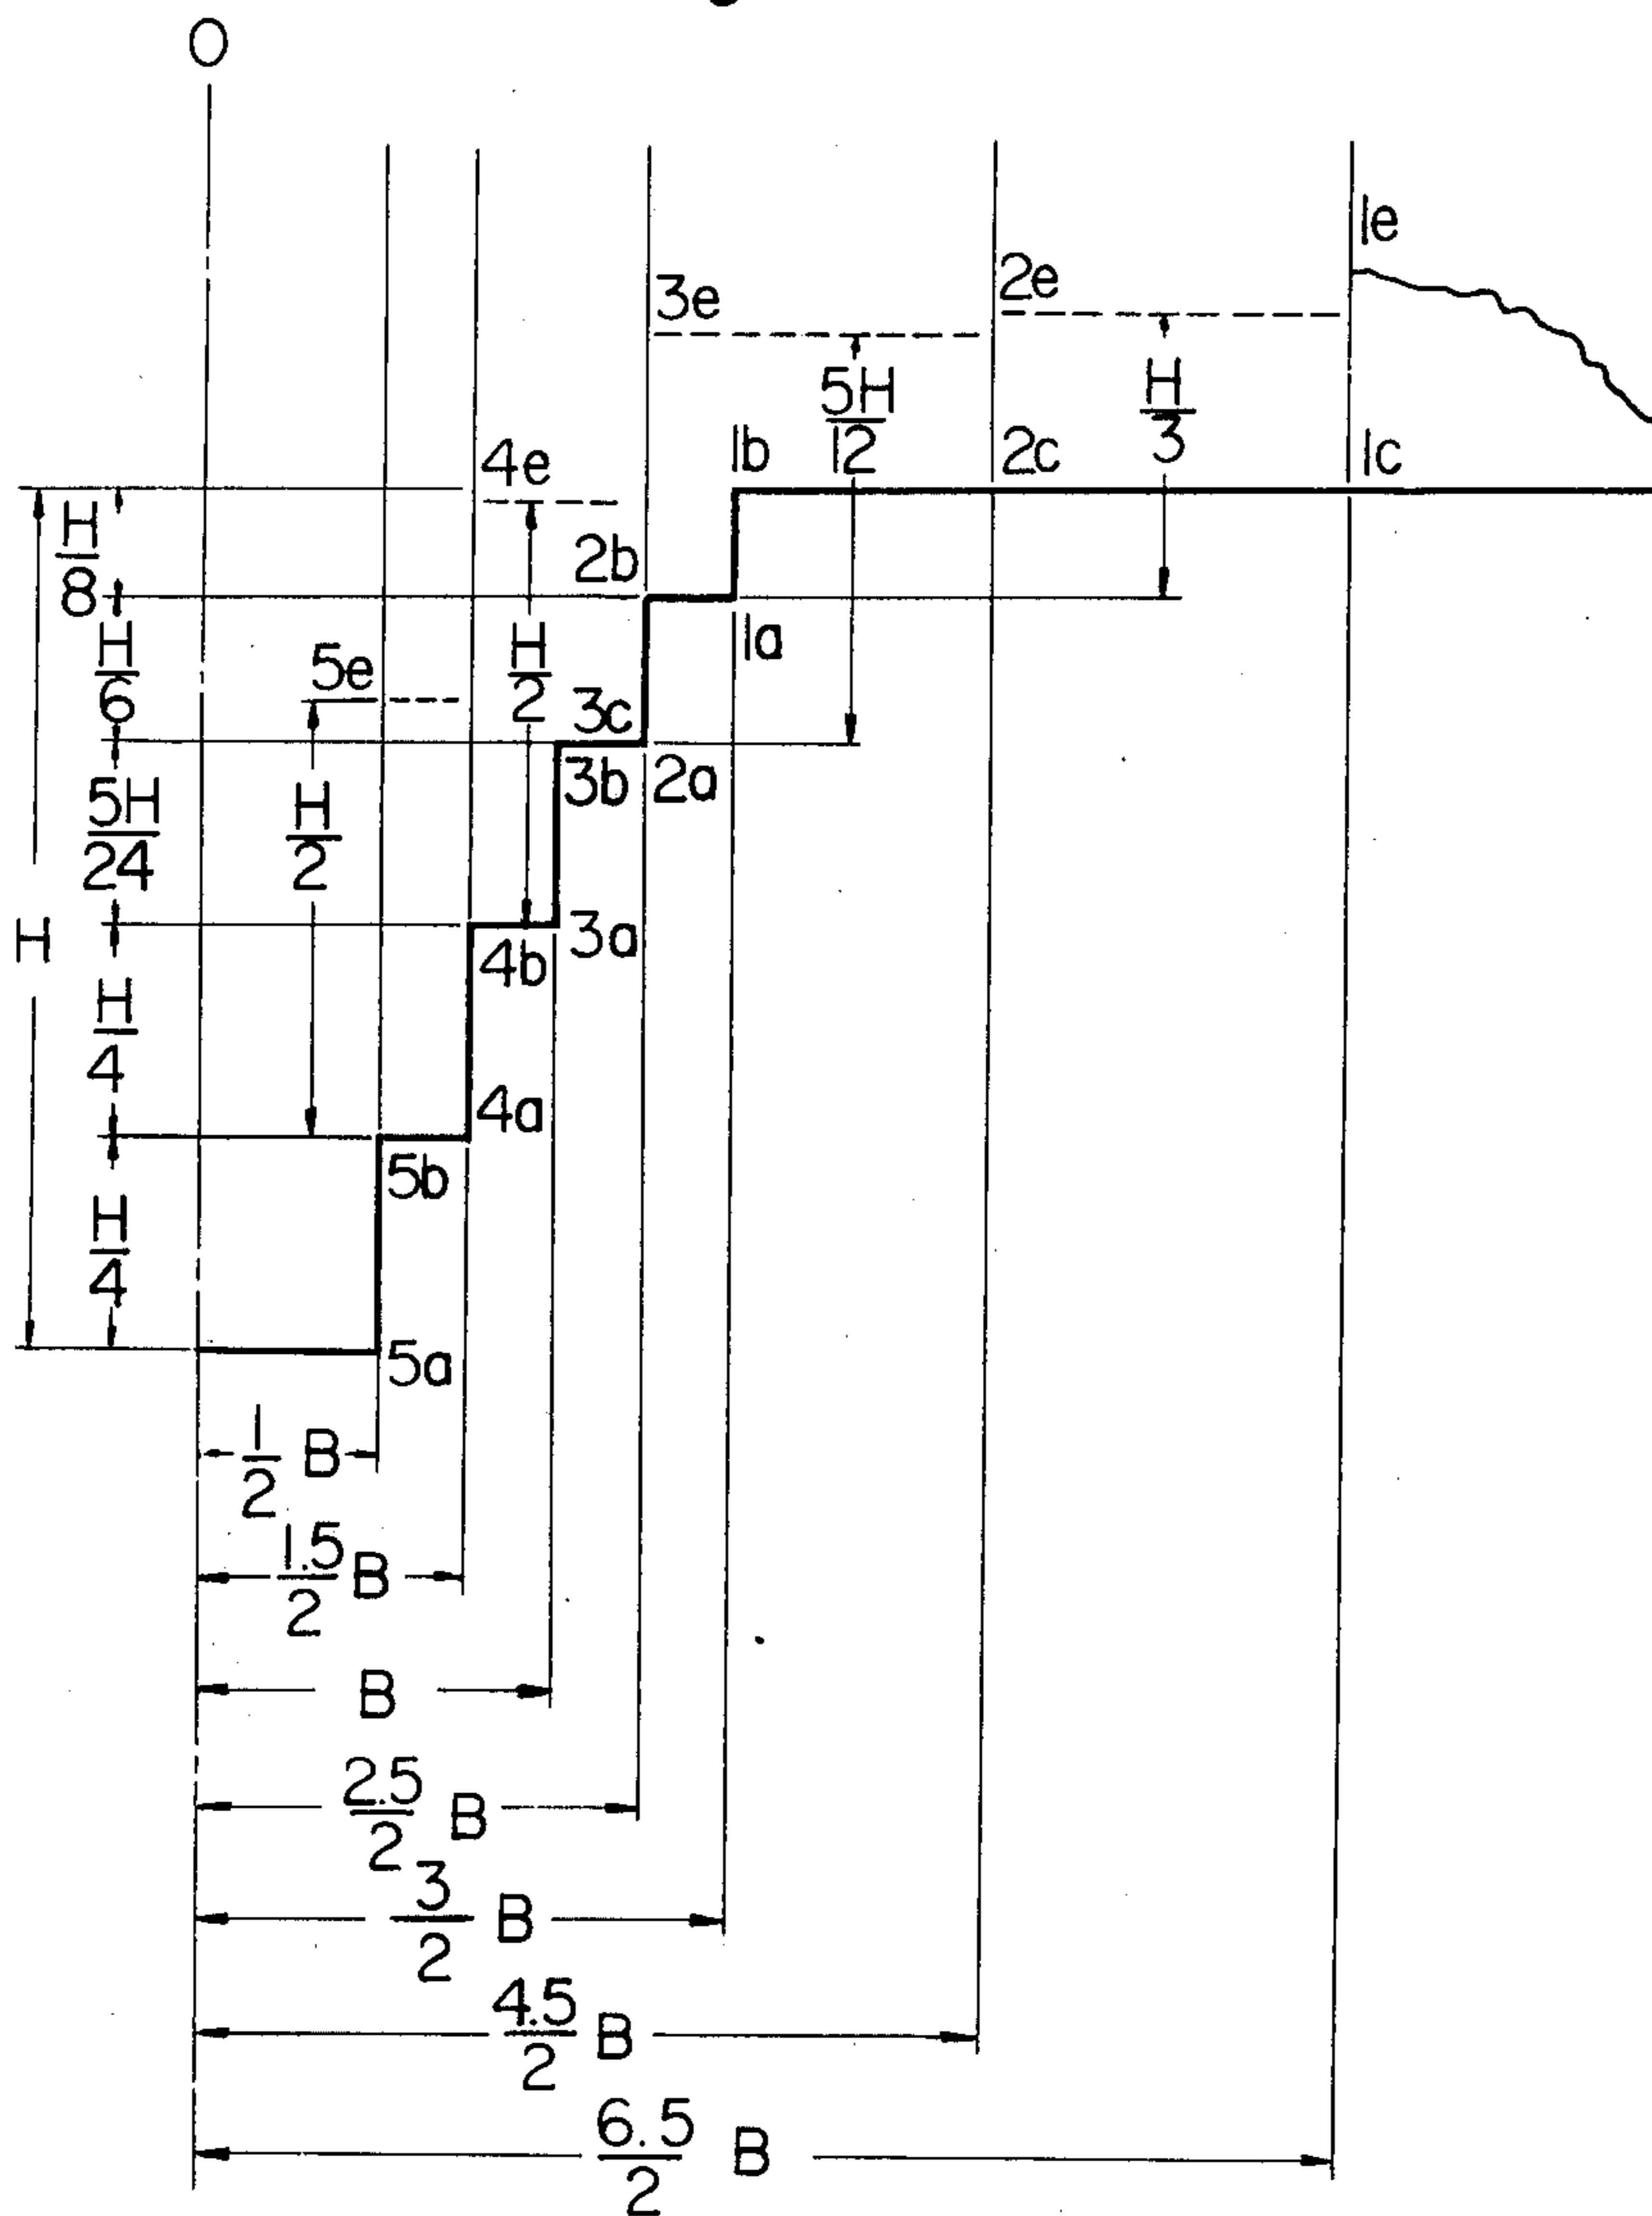 O
1e
2e
3e
5H/12
H/3
4e
1b
2c
1c
H/8
2b
1a
H/6
5e
H/2
3c
3b
2a
5H/24
H/2
H
3a
4b
H/4
4a
5b
H/4
5a
1/2 B
1.5/2 B
B
2.5/2 B
3/2 B
4.5/2 B
6.5/2 B